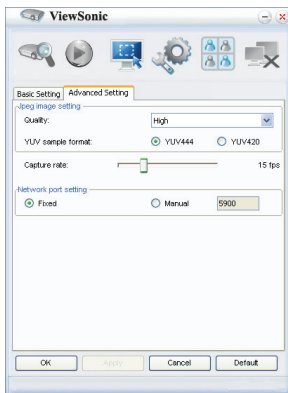 ViewSonic
Basic Setting Advanced Setting
Jpeg image setting
Quality: High
YUV sample format: YUV444 YUV420
Capture rate: 15 fps
Network port setting
Fixed Manual 5900
OK Apply Cancel Default